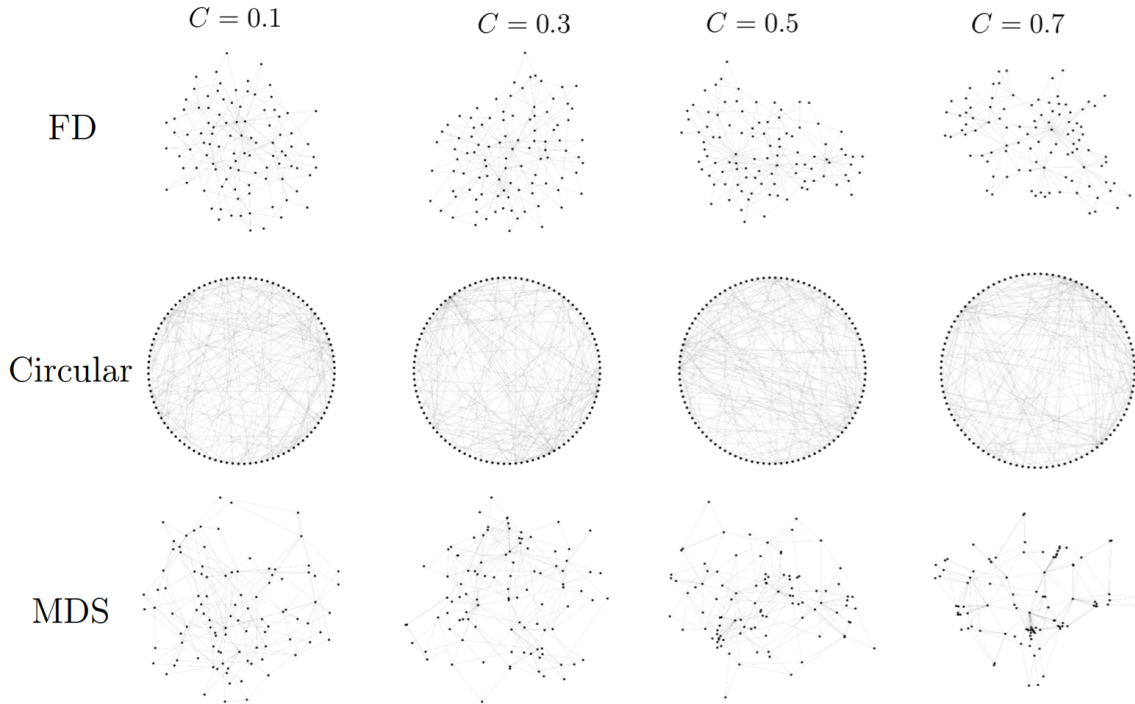 C = 0.1
C = 0.3
C = 0.5
C = 0.7
FD
Circular
MDS